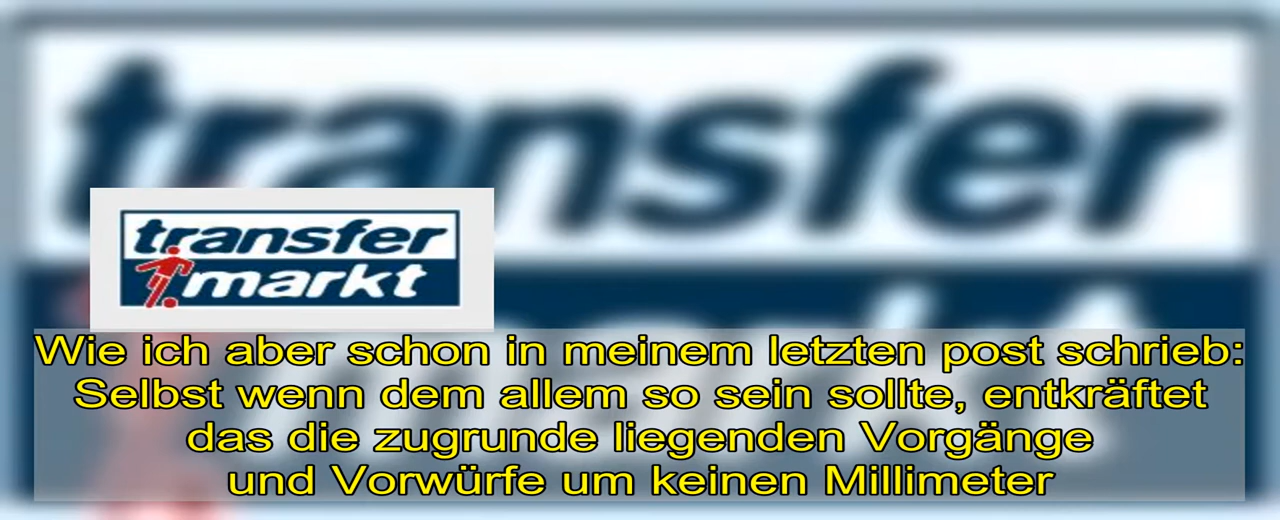 transfer
transfer
markt
Wie ich aber schon in meinem letzten post schrieb:
Selbst wenn dem allem so sein sollte, entkräftet
das die zugrunde liegenden Vorgänge
und Vorwürfe um keinen Millimeter